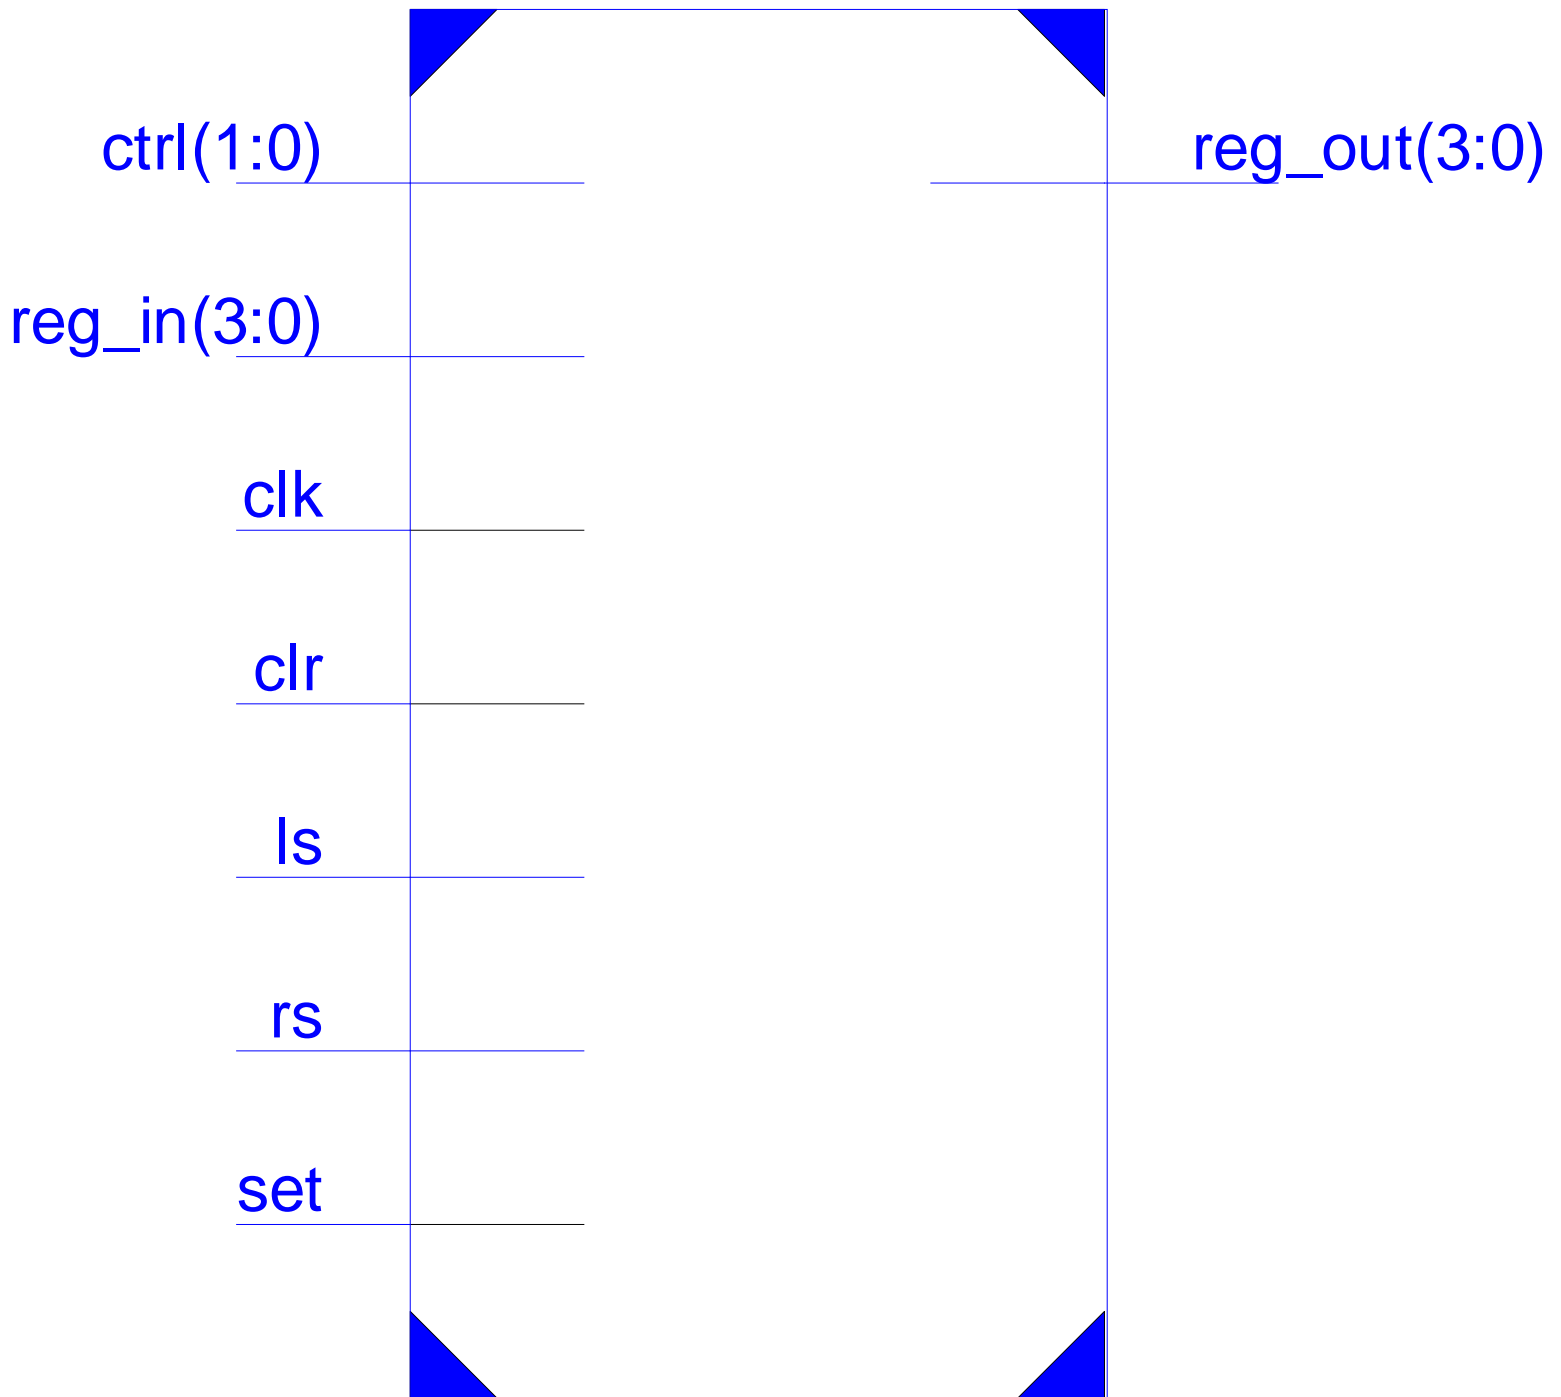 ctrl(1:0)
reg_out(3:0)
reg_in(3:0)
clk
clr
ls
rs
set